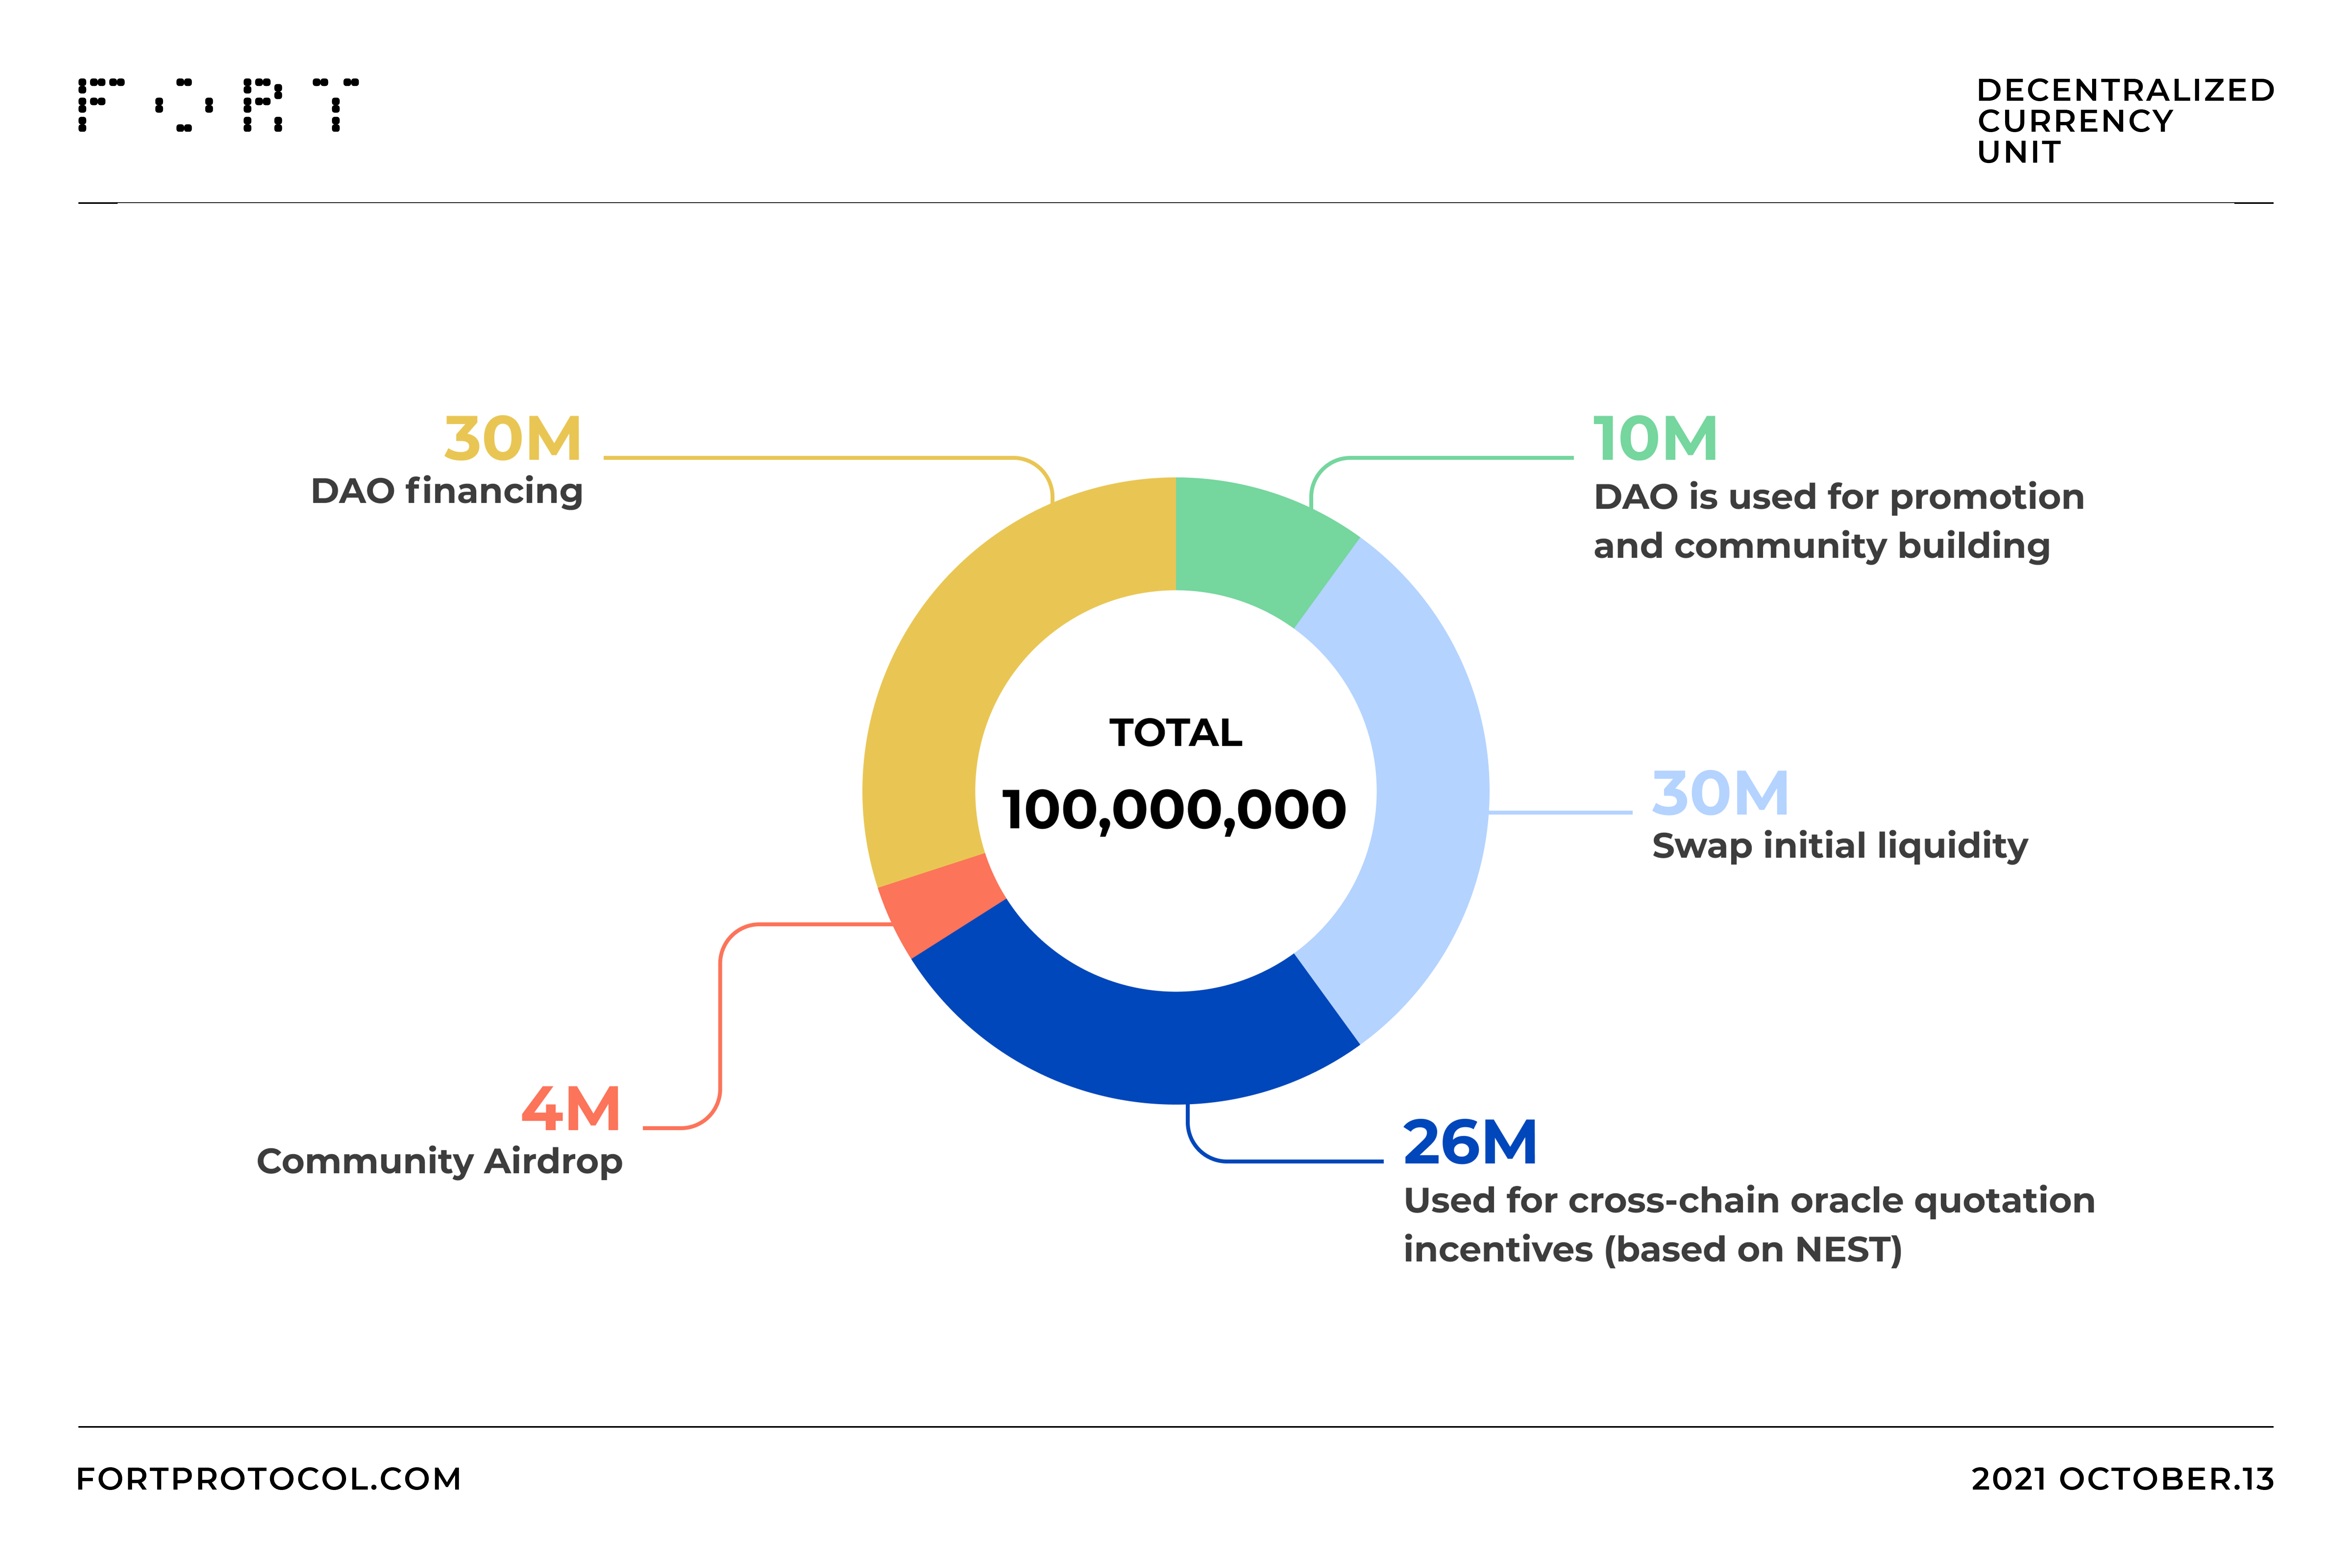 FORT
DECENTRALIZED
CURRENCY
UNIT
30M
DAO financing
10M
DAO is used for promotion
and community building
TOTAL
100,000,000
30M
Swap initial liquidity
4M
Community Airdrop
26M
Used for cross-chain oracle quotation
incentives (based on NEST)
FORTPROTOCOL.COM
2021 OCTOBER.13